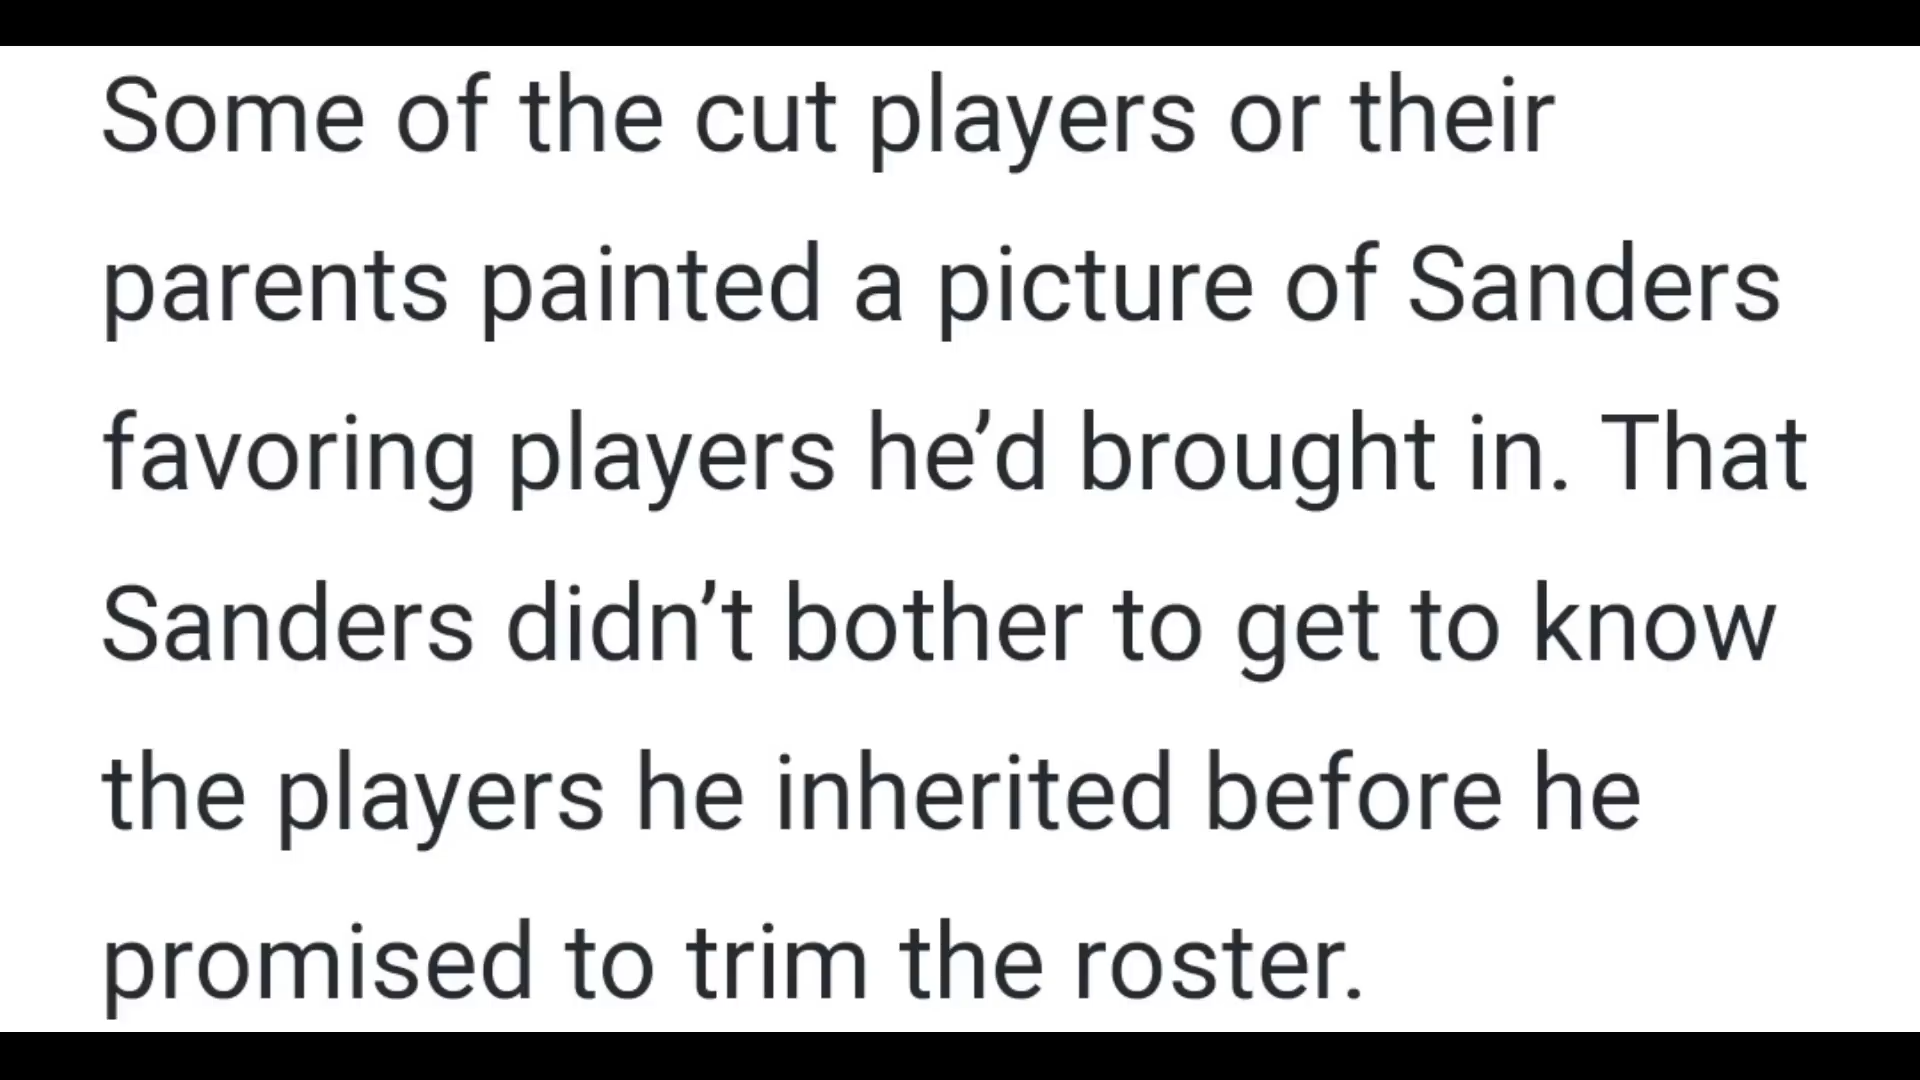 Some of the cut players or their
parents painted a picture of Sanders
favoring players he’d brought in. That
Sanders didn’t bother to get to know
the players he inherited before he
promised to trim the roster.